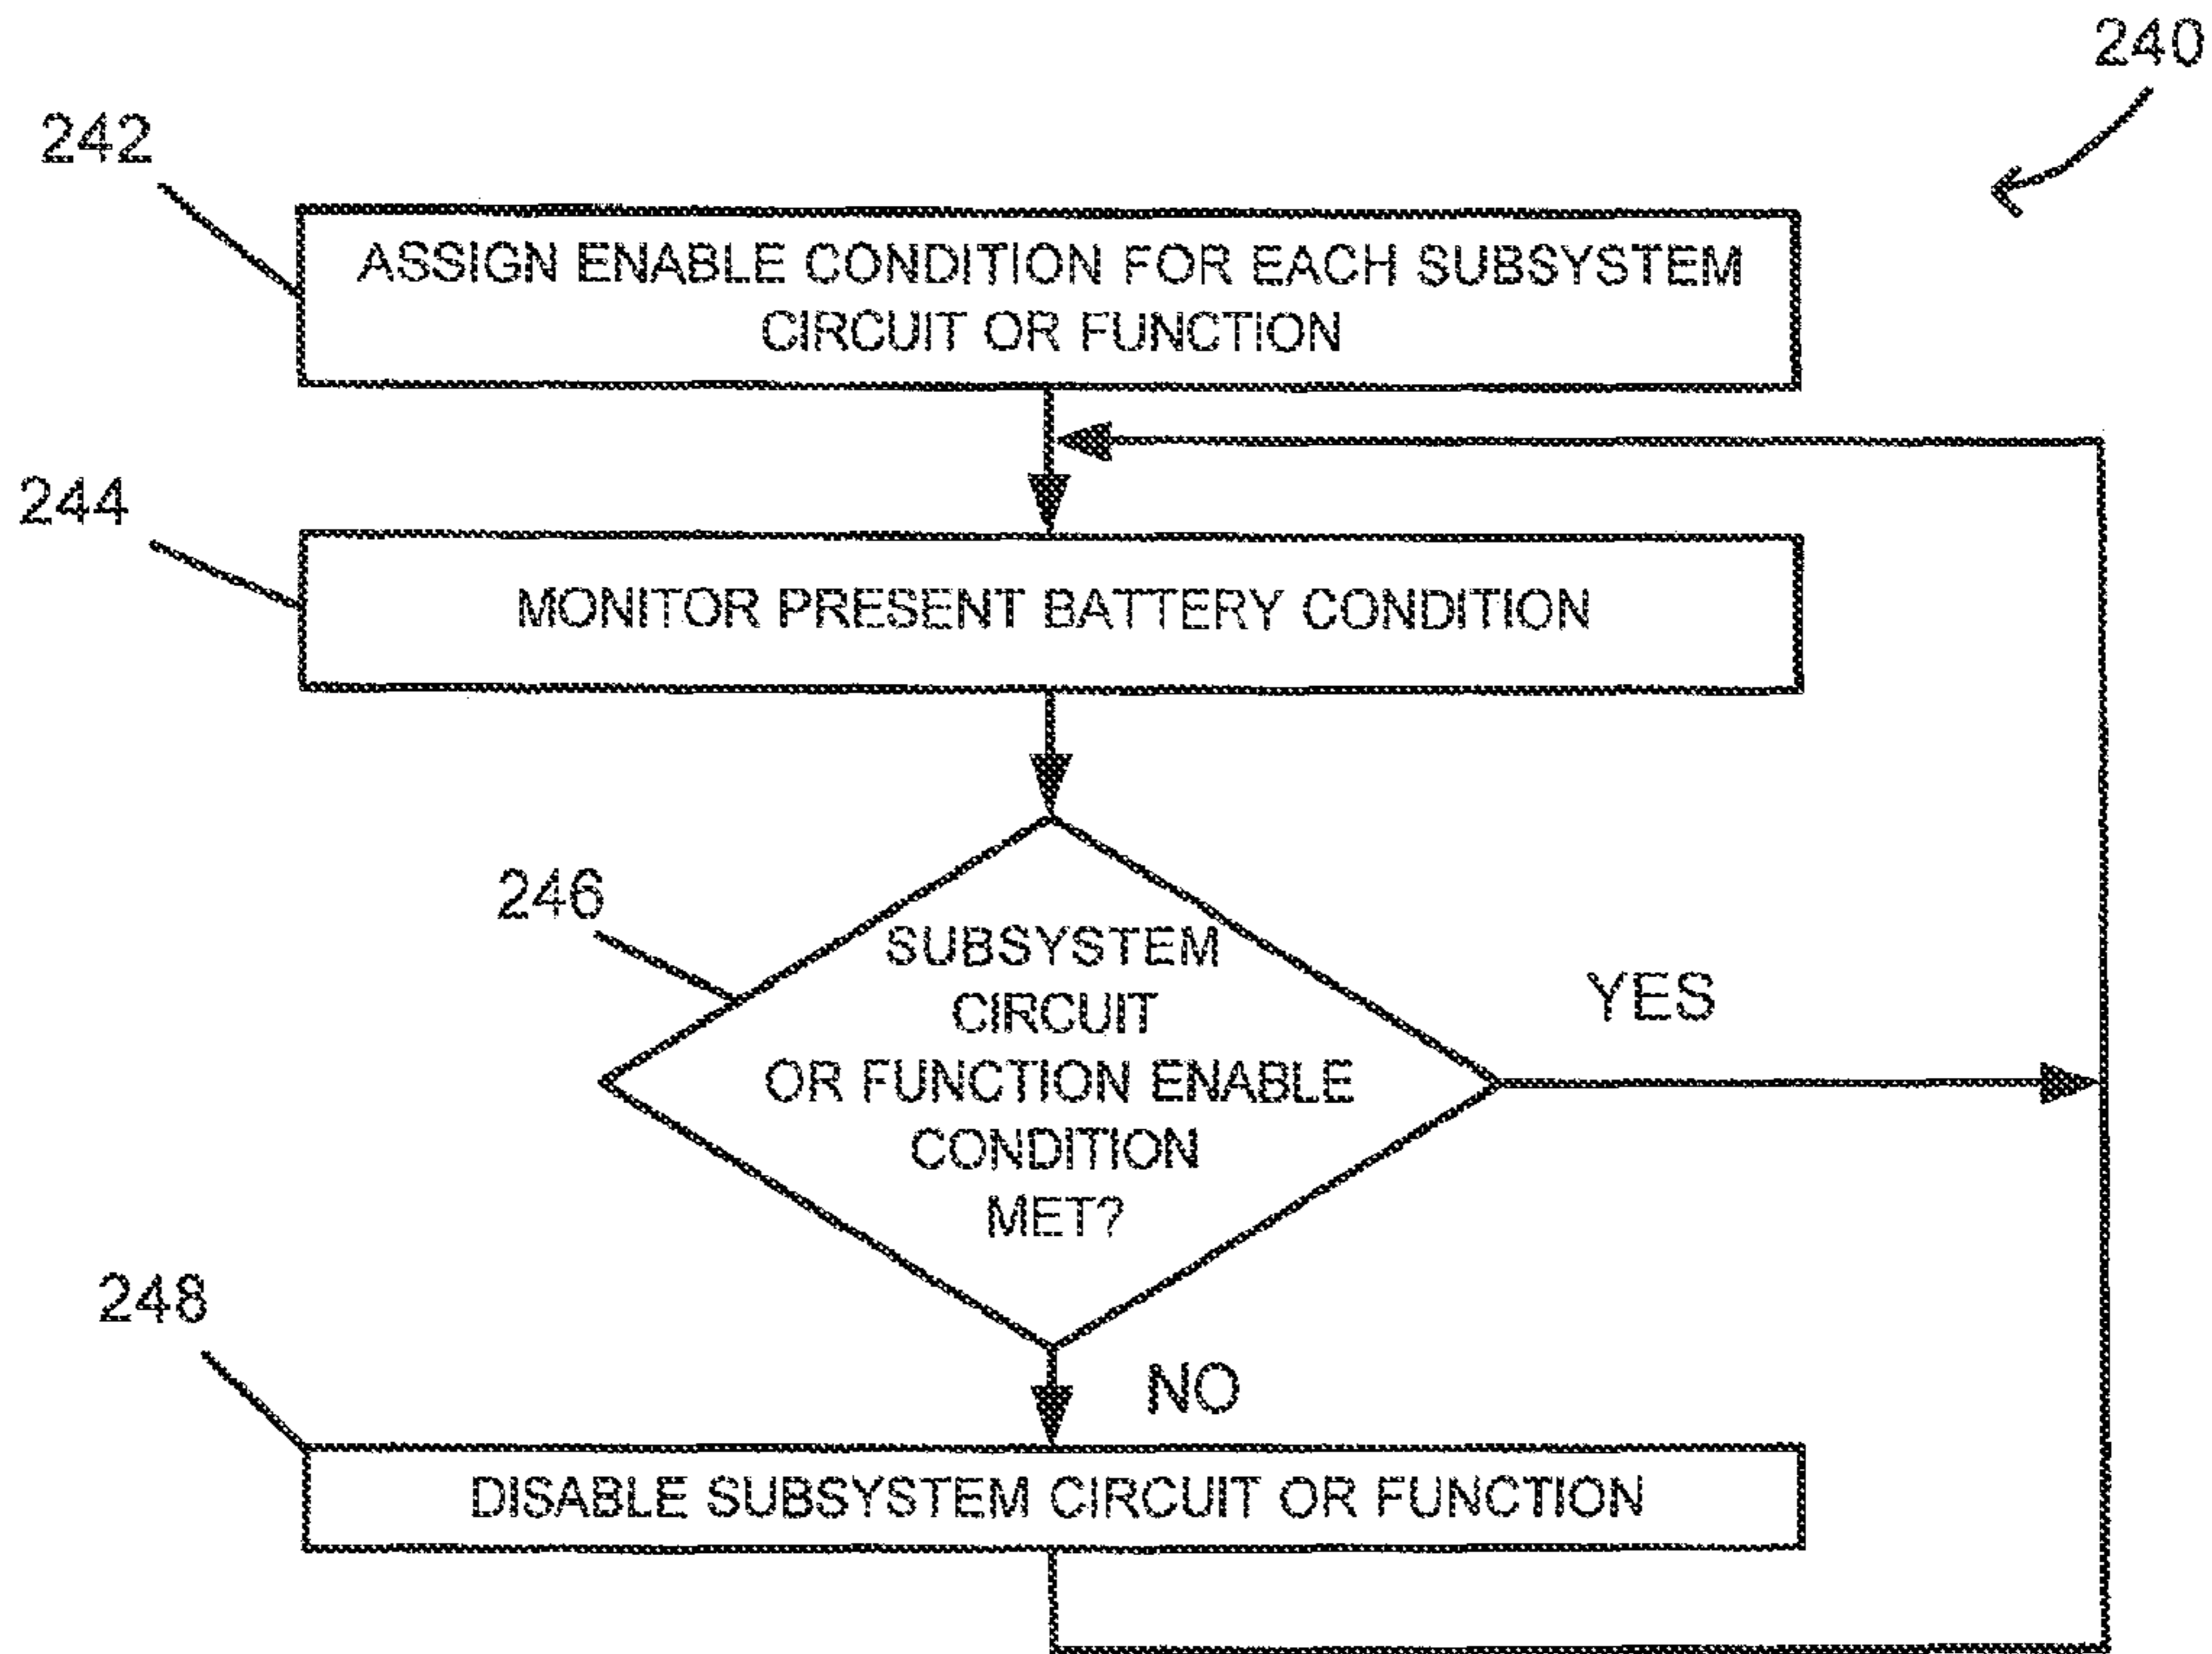 240
242
ASSIGN ENABLE CONDITION FOR EACH SUBSYSTEM
CIRCUIT OR FUNCTION
244
MONITOR PRESENT BATTERY CONDITION
246
SUBSYSTEM
CIRCUIT
OR FUNCTION ENABLE
CONDITION
MET?
YES
NO
248
DISABLE SUBSYSTEM CIRCUIT OR FUNCTION